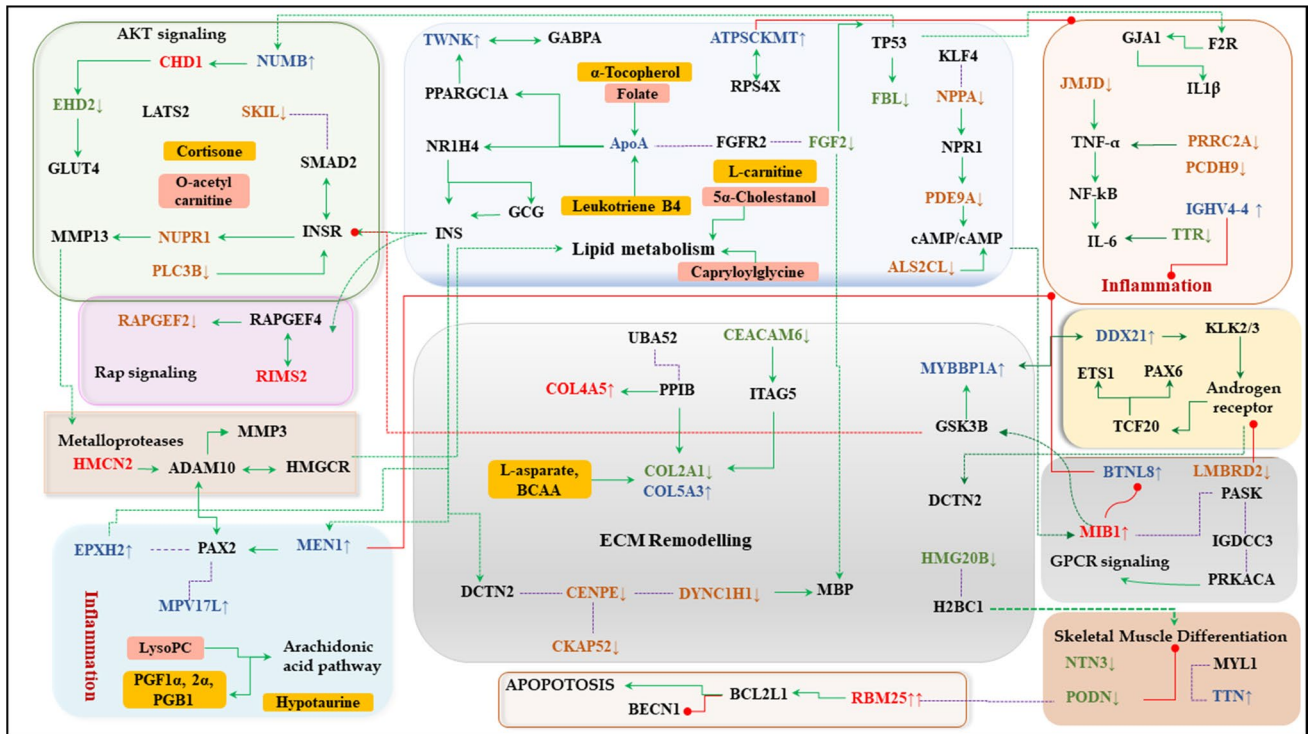 AKT signaling
CHD1
NUMB↑
EHD2↓
LATS2
SKIL↓
Cortisone
GLUT4
SMAD2
O-acetyl
carnitine
MMP13
NUPR1
INSR
PLC3B↓
TWNK↑
GABPA
ATPSCKMT↑
TP53
KLF4
α-Tocopherol
Folate
PPARGC1A
RPS4X
FBL↓
NPPA↓
NR1H4
ApoA
FGFR2
FGF2↓
NPR1
L-carnitine
5α-Cholestanol
GCG
Leukotriene B4
PDE9A↓
INS
Lipid metabolism
cAMP/cAMP
Capryloylglycine
ALS2CL↓
GJA1
F2R
JMJD↓
IL1β
TNF-α
PRRC2A↓
PCDH9↓
NF-kB
IGHV4-4 ↑
IL-6
TTR↓
Inflammation
RAPGEF2↓
RAPGEF4
Rap signaling
RIMS2
UBA52
CEACAM6↓
MYBBP1A↑
COL4A5↑
PPIB
ITAG5
GSK3B
L-asparate,
BCAA
COL2A1↓
COL5A3↑
DCTN2
ECM Remodelling
HMG20B↓
DCTN2
CENPE↓
DYNC1H1↓
MBP
H2BC1
CKAP52↓
DDX21↑
KLK2/3
ETS1
PAX6
Androgen
receptor
TCF20
Metalloproteases
MMP3
HMCN2
ADAM10
HMGCR
BTNL8↑
LMBRD2↓
PASK
MIB1↑
IGDCC3
GPCR signaling
PRKACA
EPXH2↑
PAX2
MEN1↑
MPV17L↑
Inflammation
LysoPC
Arachidonic
acid pathway
PGF1α, 2α,
PGB1
Hypotaurine
Skeletal Muscle Differentiation
NTN3↓
MYL1
PODN↓
TTN↑
APOPOTOSIS
BCL2L1
RBM25↑↑
BECN1